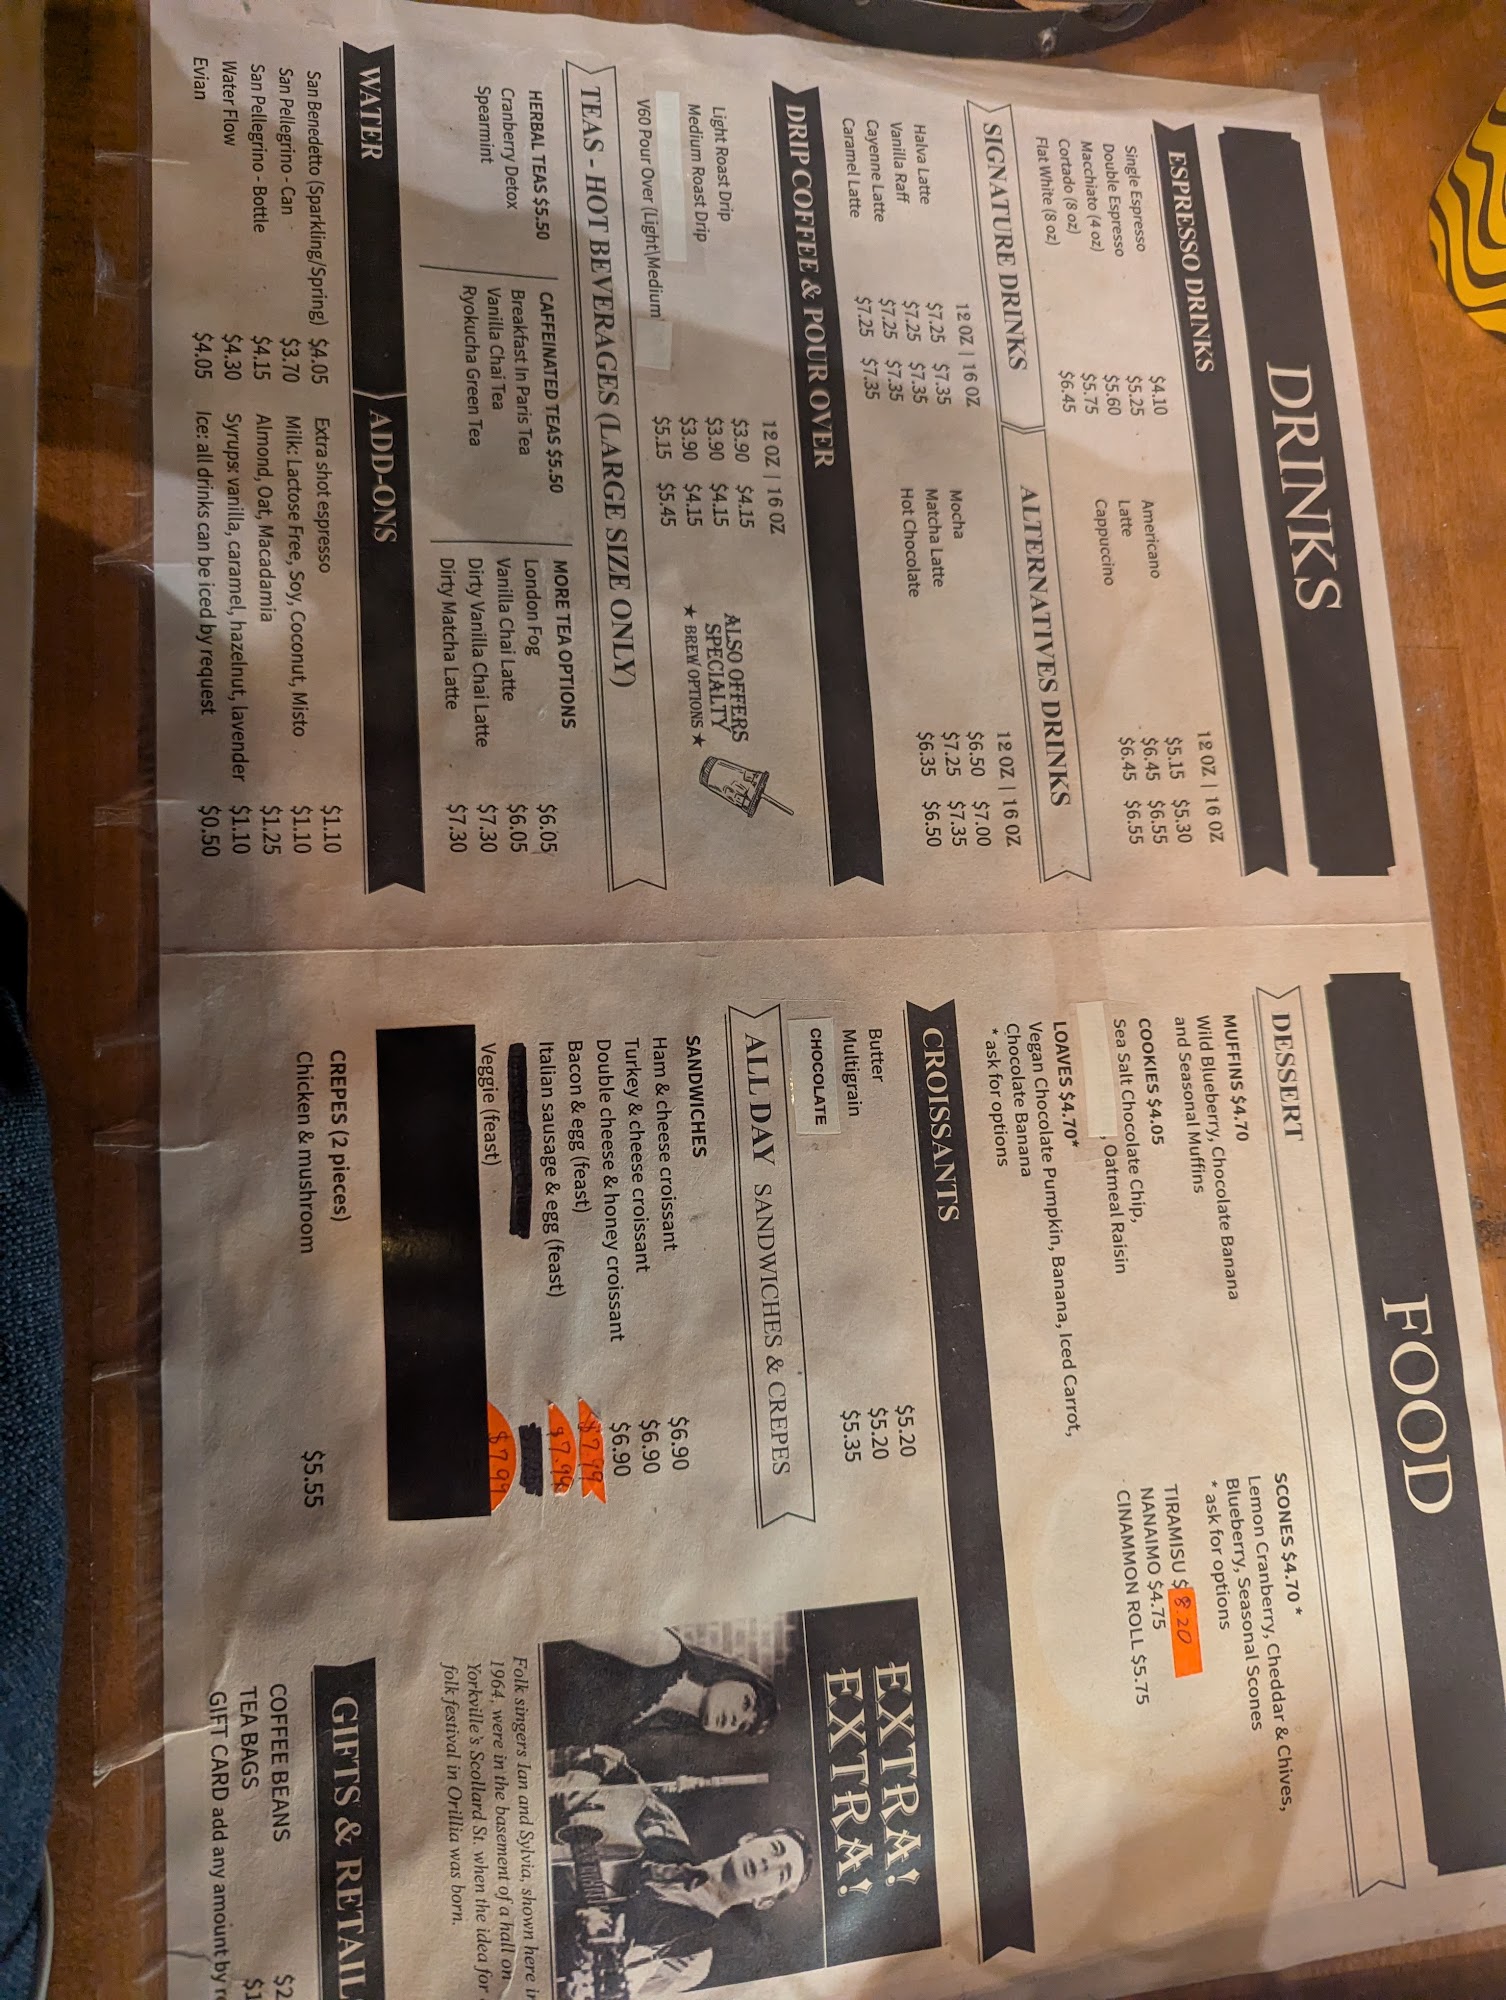 DRINKS
ESPRESSO DRINKS
Single Espresso $4.10
Double Espresso $5.25
Macchiato (4 oz) $5.60
Cortado (8 oz) $5.75
Flat White (8 oz) $6.45
12 OZ | 16 OZ
Americano $5.15 $5.30
Latte $6.45 $6.55
Cappuccino $6.45 $6.55
SIGNATURE DRINKS
12 OZ | 16 OZ
Halva Latte $7.25 $7.35
Vanilla Raff $7.25 $7.35
Cayenne Latte $7.25 $7.35
Caramel Latte $7.25 $7.35
ALTERNATIVES DRINKS
12 OZ | 16 OZ
Mocha $6.50 $7.00
Matcha Latte $7.25 $7.35
Hot Chocolate $6.35 $6.50
DRIP COFFEE & POUR OVER
12 OZ | 16 OZ
Light Roast Drip $3.90 $4.15
Medium Roast Drip $3.90 $4.15
$3.90 $4.15
V60 Pour Over (Light\Medium $5.15 $5.45
ALSO OFFERS
SPECIALTY
★ BREW OPTIONS ★
TEAS - HOT BEVERAGES (LARGE SIZE ONLY)
HERBAL TEAS $5.50
Cranberry Detox
Spearmint
CAFFEINATED TEAS $5.50
Breakfast In Paris Tea
Vanilla Chai Tea
Ryokucha Green Tea
MORE TEA OPTIONS
London Fog $6.05
Vanilla Chai Latte $6.05
Dirty Vanilla Chai Latte $7.30
Dirty Matcha Latte $7.30
WATER
San Benedetto (Sparkling/Spring) $4.05
San Pellegrino - Can $3.70
San Pellegrino - Bottle $4.15
Water Flow $4.30
Evian $4.05
ADD-ONS
Extra shot espresso $1.10
Milk: Lactose Free, Soy, Coconut, Misto $1.10
Almond, Oat, Macadamia $1.25
Syrups: vanilla, caramel, hazelnut, lavender $1.10
Ice: all drinks can be iced by request $0.50
FOOD
DESSERT
MUFFINS $4.70
Wild Blueberry, Chocolate Banana
and Seasonal Muffins
COOKIES $4.05
Sea Salt Chocolate Chip,
, Oatmeal Raisin
LOAVES $4.70*
Vegan Chocolate Pumpkin, Banana, Iced Carrot,
Chocolate Banana
* ask for options
SCONES $4.70 *
Lemon Cranberry, Cheddar & Chives,
Blueberry, Seasonal Scones
* ask for options
TIRAMISU $8.20
NANAIMO $4.75
CINAMMON ROLL $5.75
CROISSANTS
Butter $5.20
Multigrain $5.20
CHOCOLATE $5.35
ALL DAY SANDWICHES & CREPES
SANDWICHES
Ham & cheese croissant $6.90
Turkey & cheese croissant $6.90
Double cheese & honey croissant $6.90
Bacon & egg (feast) $7.99
Italian sausage & egg (feast) $7.99
Veggie (feast) $7.99
CREPES (2 pieces)
Chicken & mushroom $5.55
EXTRA!
EXTRA!
Folk singers Ian and Sylvia, shown here in
1964, were in the basement of a hall on
Yorkville's Scollard St. when the idea for
folk festival in Orillia was born.
GIFTS & RETAIL
COFFEE BEANS $2
TEA BAGS $1
GIFT CARD add any amount by